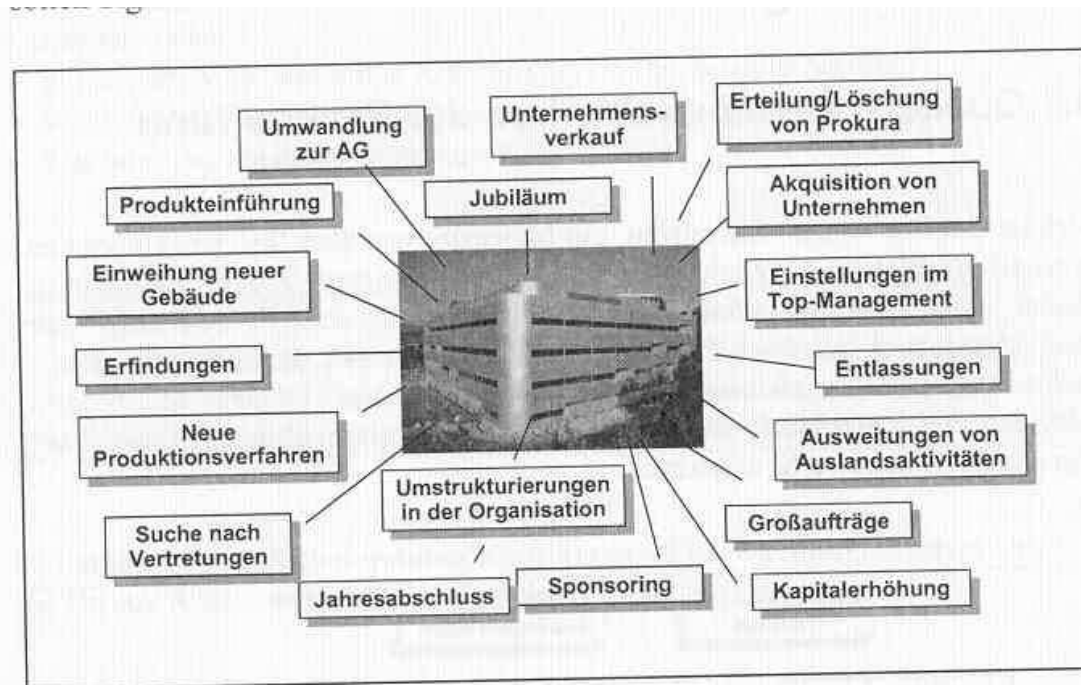 Umwandlung
zur AG
Unternehmens-
verkauf
Erteilung/Löschung
von Prokura
Produkteinführung
Jubiläum
Akquisition von
Unternehmen
Einweihung neuer
Gebäude
Einstellungen im
Top-Management
Erfindungen
Entlassungen
Neue
Produktionsverfahren
Umstrukturierungen
in der Organisation
Ausweitungen von
Auslandsaktivitäten
Suche nach
Vertretungen
Großaufträge
Jahresabschluss
Sponsoring
Kapitalerhöhung